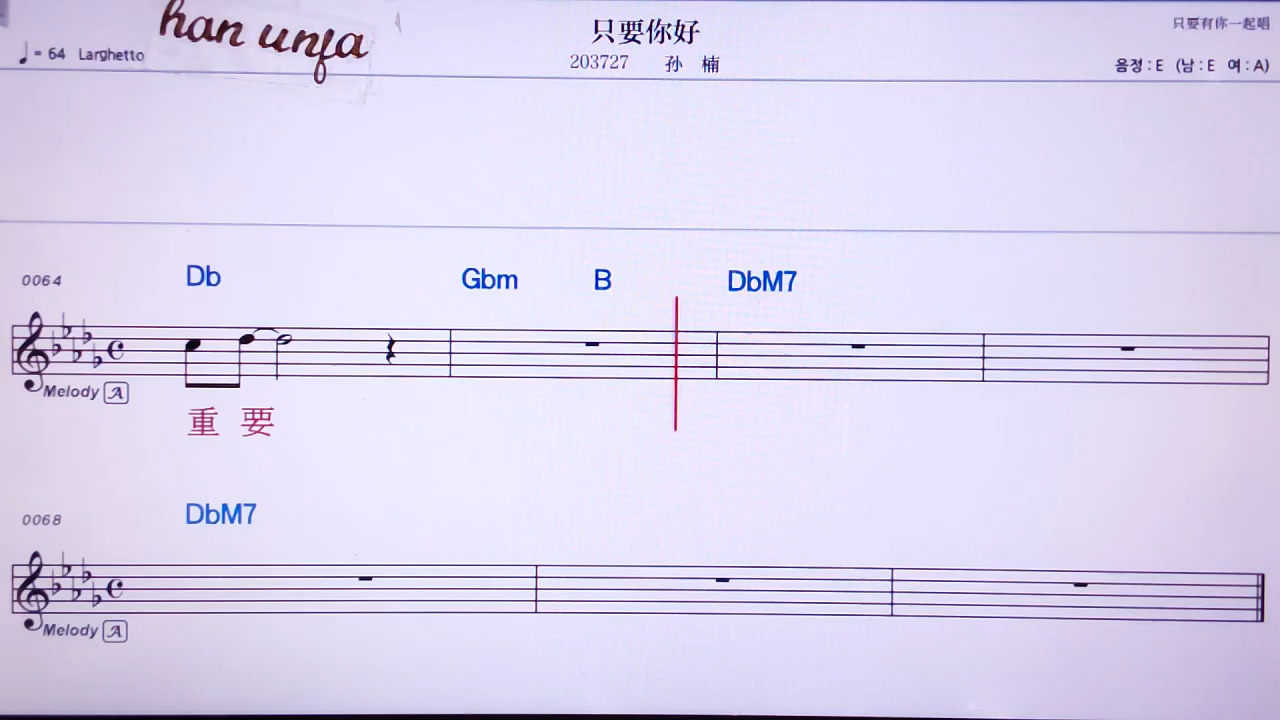 han unfa
只要你好
只要有你一起唱
♩= 64 Larghetto
203727 孙 楠
음정 : E (남 : E 여 : A)
0064 Db Gbm B DbM7
Melody A
重 要
0068 DbM7
Melody A